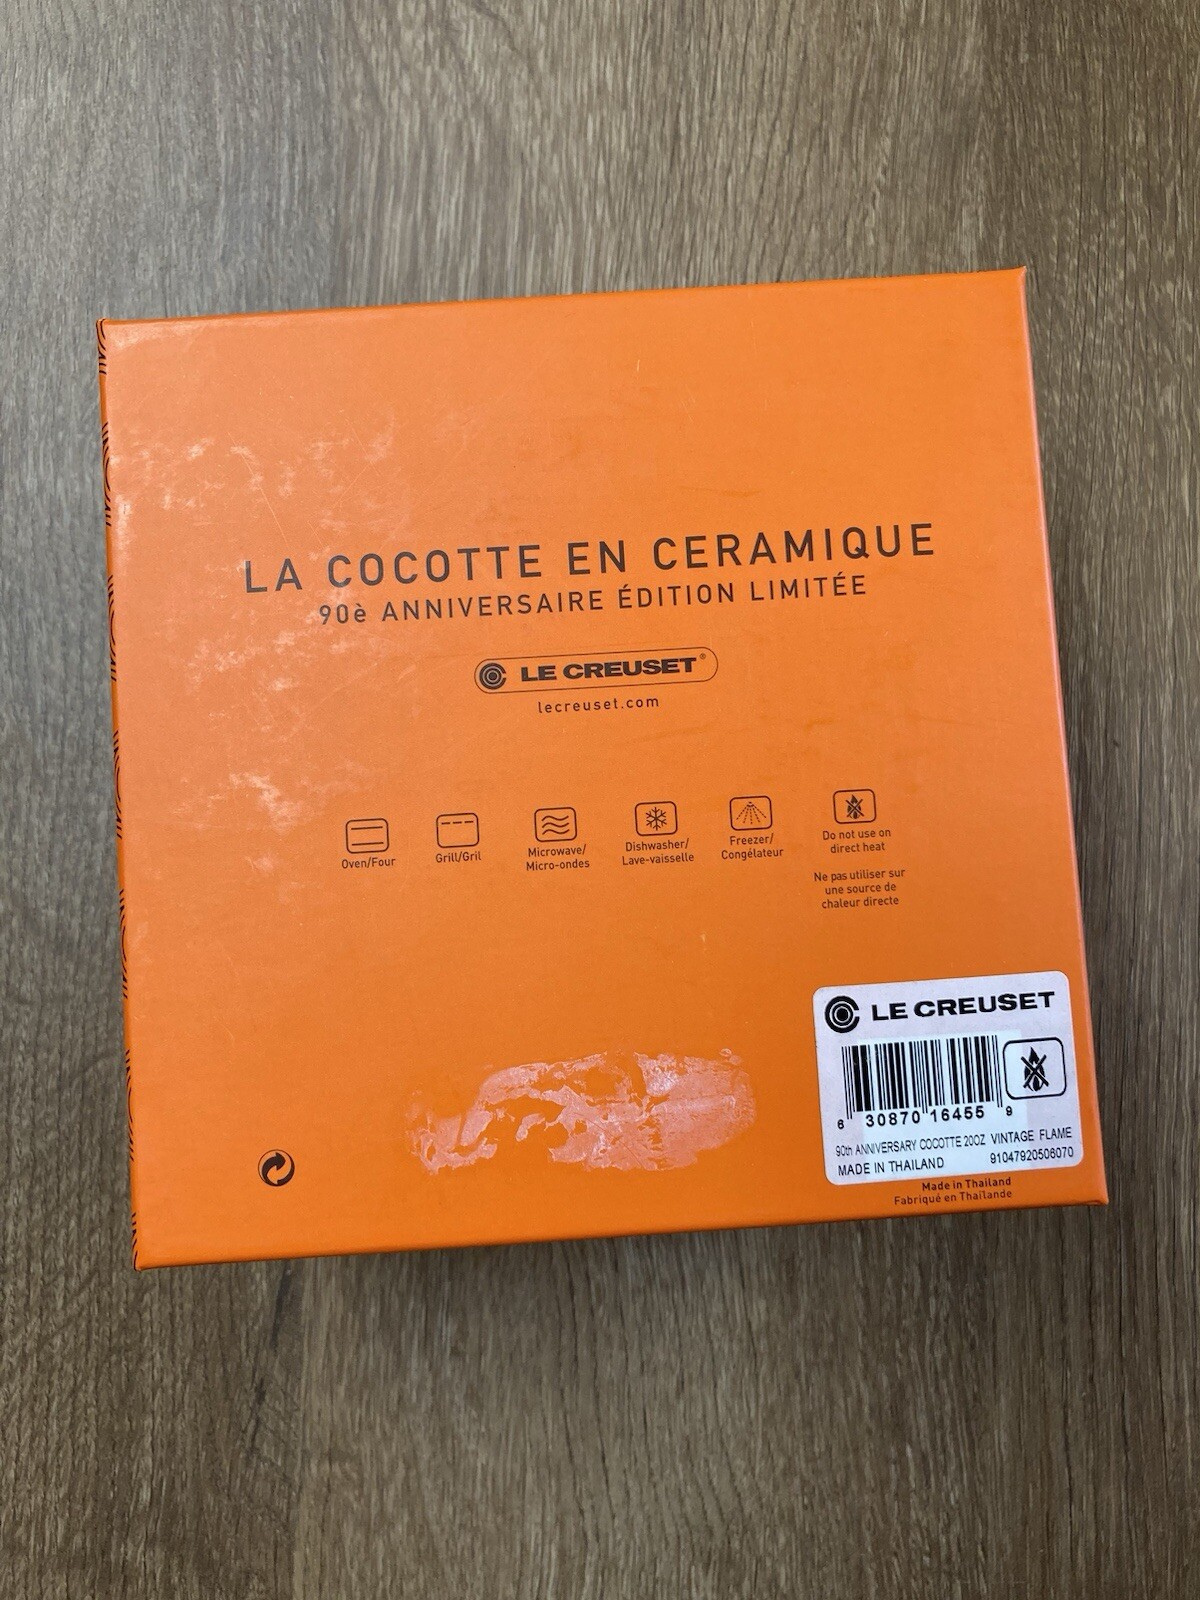 LA COCOTTE EN CERAMIQUE
90è ANNIVERSAIRE ÉDITION LIMITÉE
LE CREUSET®
lecreuset.com
Oven/Four
Grill/Gril
Microwave/
Micro-ondes
Dishwasher/
Lave-vaisselle
Freezer/
Congélateur
Do not use on
direct heat
Ne pas utiliser sur
une source de
chaleur directe
LE CREUSET
6 30870 16455 9
90th ANNIVERSARY COCOTTE 20OZ VINTAGE FLAME
MADE IN THAILAND 91047920506070
Made in Thailand
Fabriqué en Thaïlande